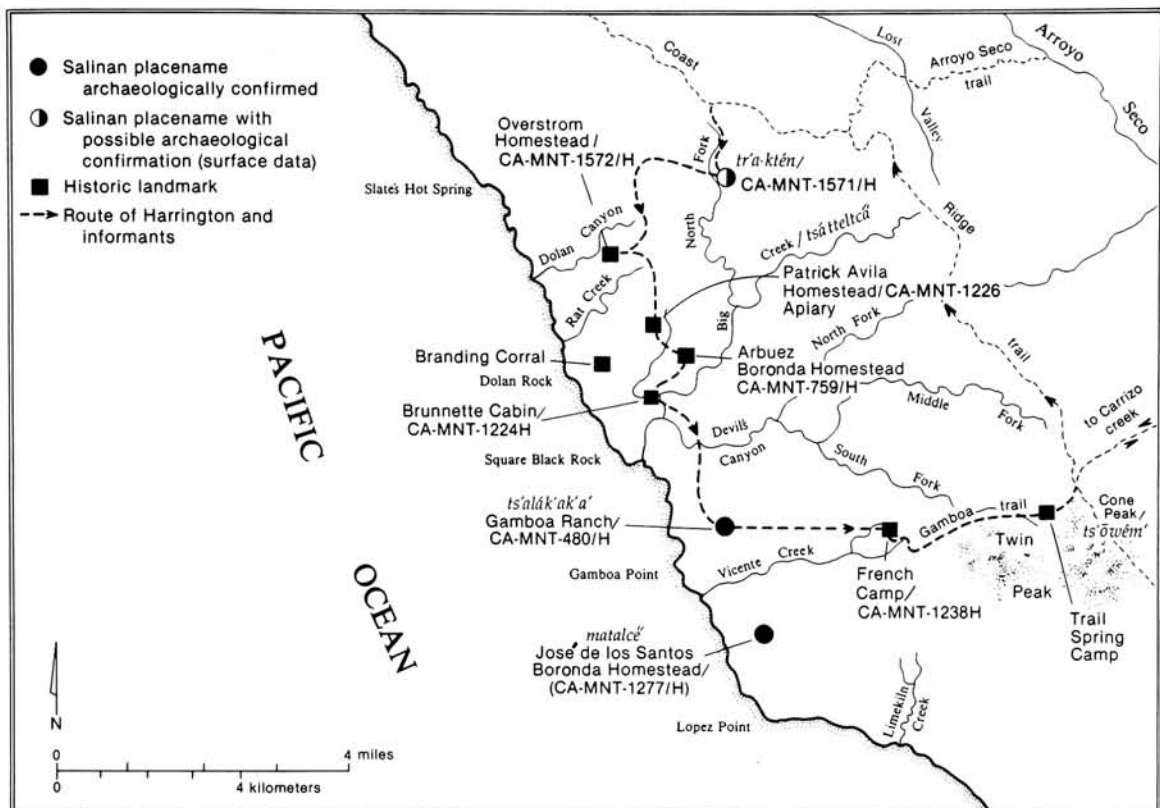 Salinan placename
archaeologically confirmed
Salinan placename with
possible archaeological
confirmation (surface data)
Historic landmark
Route of Harrington and
informants
Coast
Lost
Valley
Arroyo Seco
trail
Arroyo
Seco
Overstrom
Homestead /
CA-MNT-1572/H
Fork
North
Big
tr'a·ktén/
CA-MNT-1571/H
Slate's Hot Spring
Dolan Canyon
Creek / tsátteltcấ
Ridge
trail
Rat Creek
Patrick Avila
Homestead/CA-MNT-1226
Apiary
North Fork
Branding Corral
Dolan Rock
Arbuez
Boronda Homestead
CA-MNT-759/H
Brunnette Cabin/
CA-MNT-1224H
Middle
Fork
to Carrizo
creek
Devil's
Canyon
South
Fork
Square Black Rock
ts'alák'ak'a'
Gamboa Ranch/
CA-MNT-480/H
Gamboa trail
Cone
Peak/
ts'ōwém'
Twin
Peak
Gamboa Point
Vicente Creek
French
Camp/
CA-MNT-1238H
Trail
Spring
Camp
PACIFIC
OCEAN
matalcé̓
José de los Santos
Boronda Homestead/
(CA-MNT-1277/H)
Lopez Point
Limekiln
Creek
N
0 4 miles
0 4 kilometers